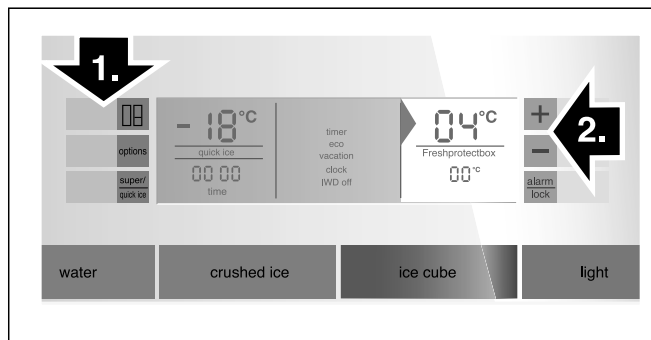 1.
- 18°C
quick ice
00 00
time
timer
eco
vacation
clock
IWD off
04°C
Freshprotectbox
00°C
+
-
2.
options
super/
quick ice
alarm
lock
water
crushed ice
ice cube
light